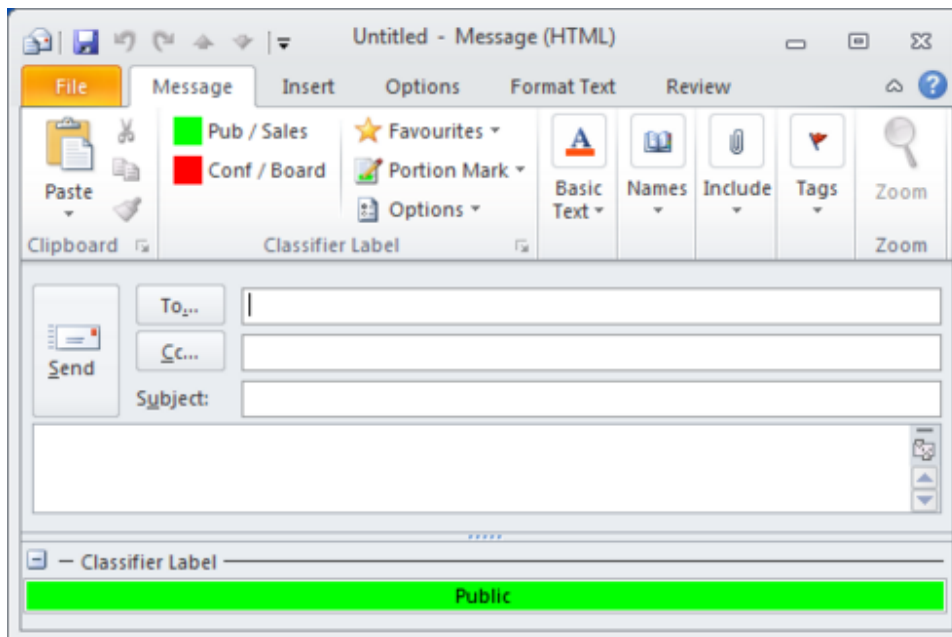 Untitled - Message (HTML)
File Message Insert Options Format Text Review
Pub / Sales Favourites
Conf / Board Portion Mark
Options
Paste Basic Text Names Include Tags Zoom
Clipboard Classifier Label Zoom
To...
Cc...
Send
Subject:
Classifier Label
Public